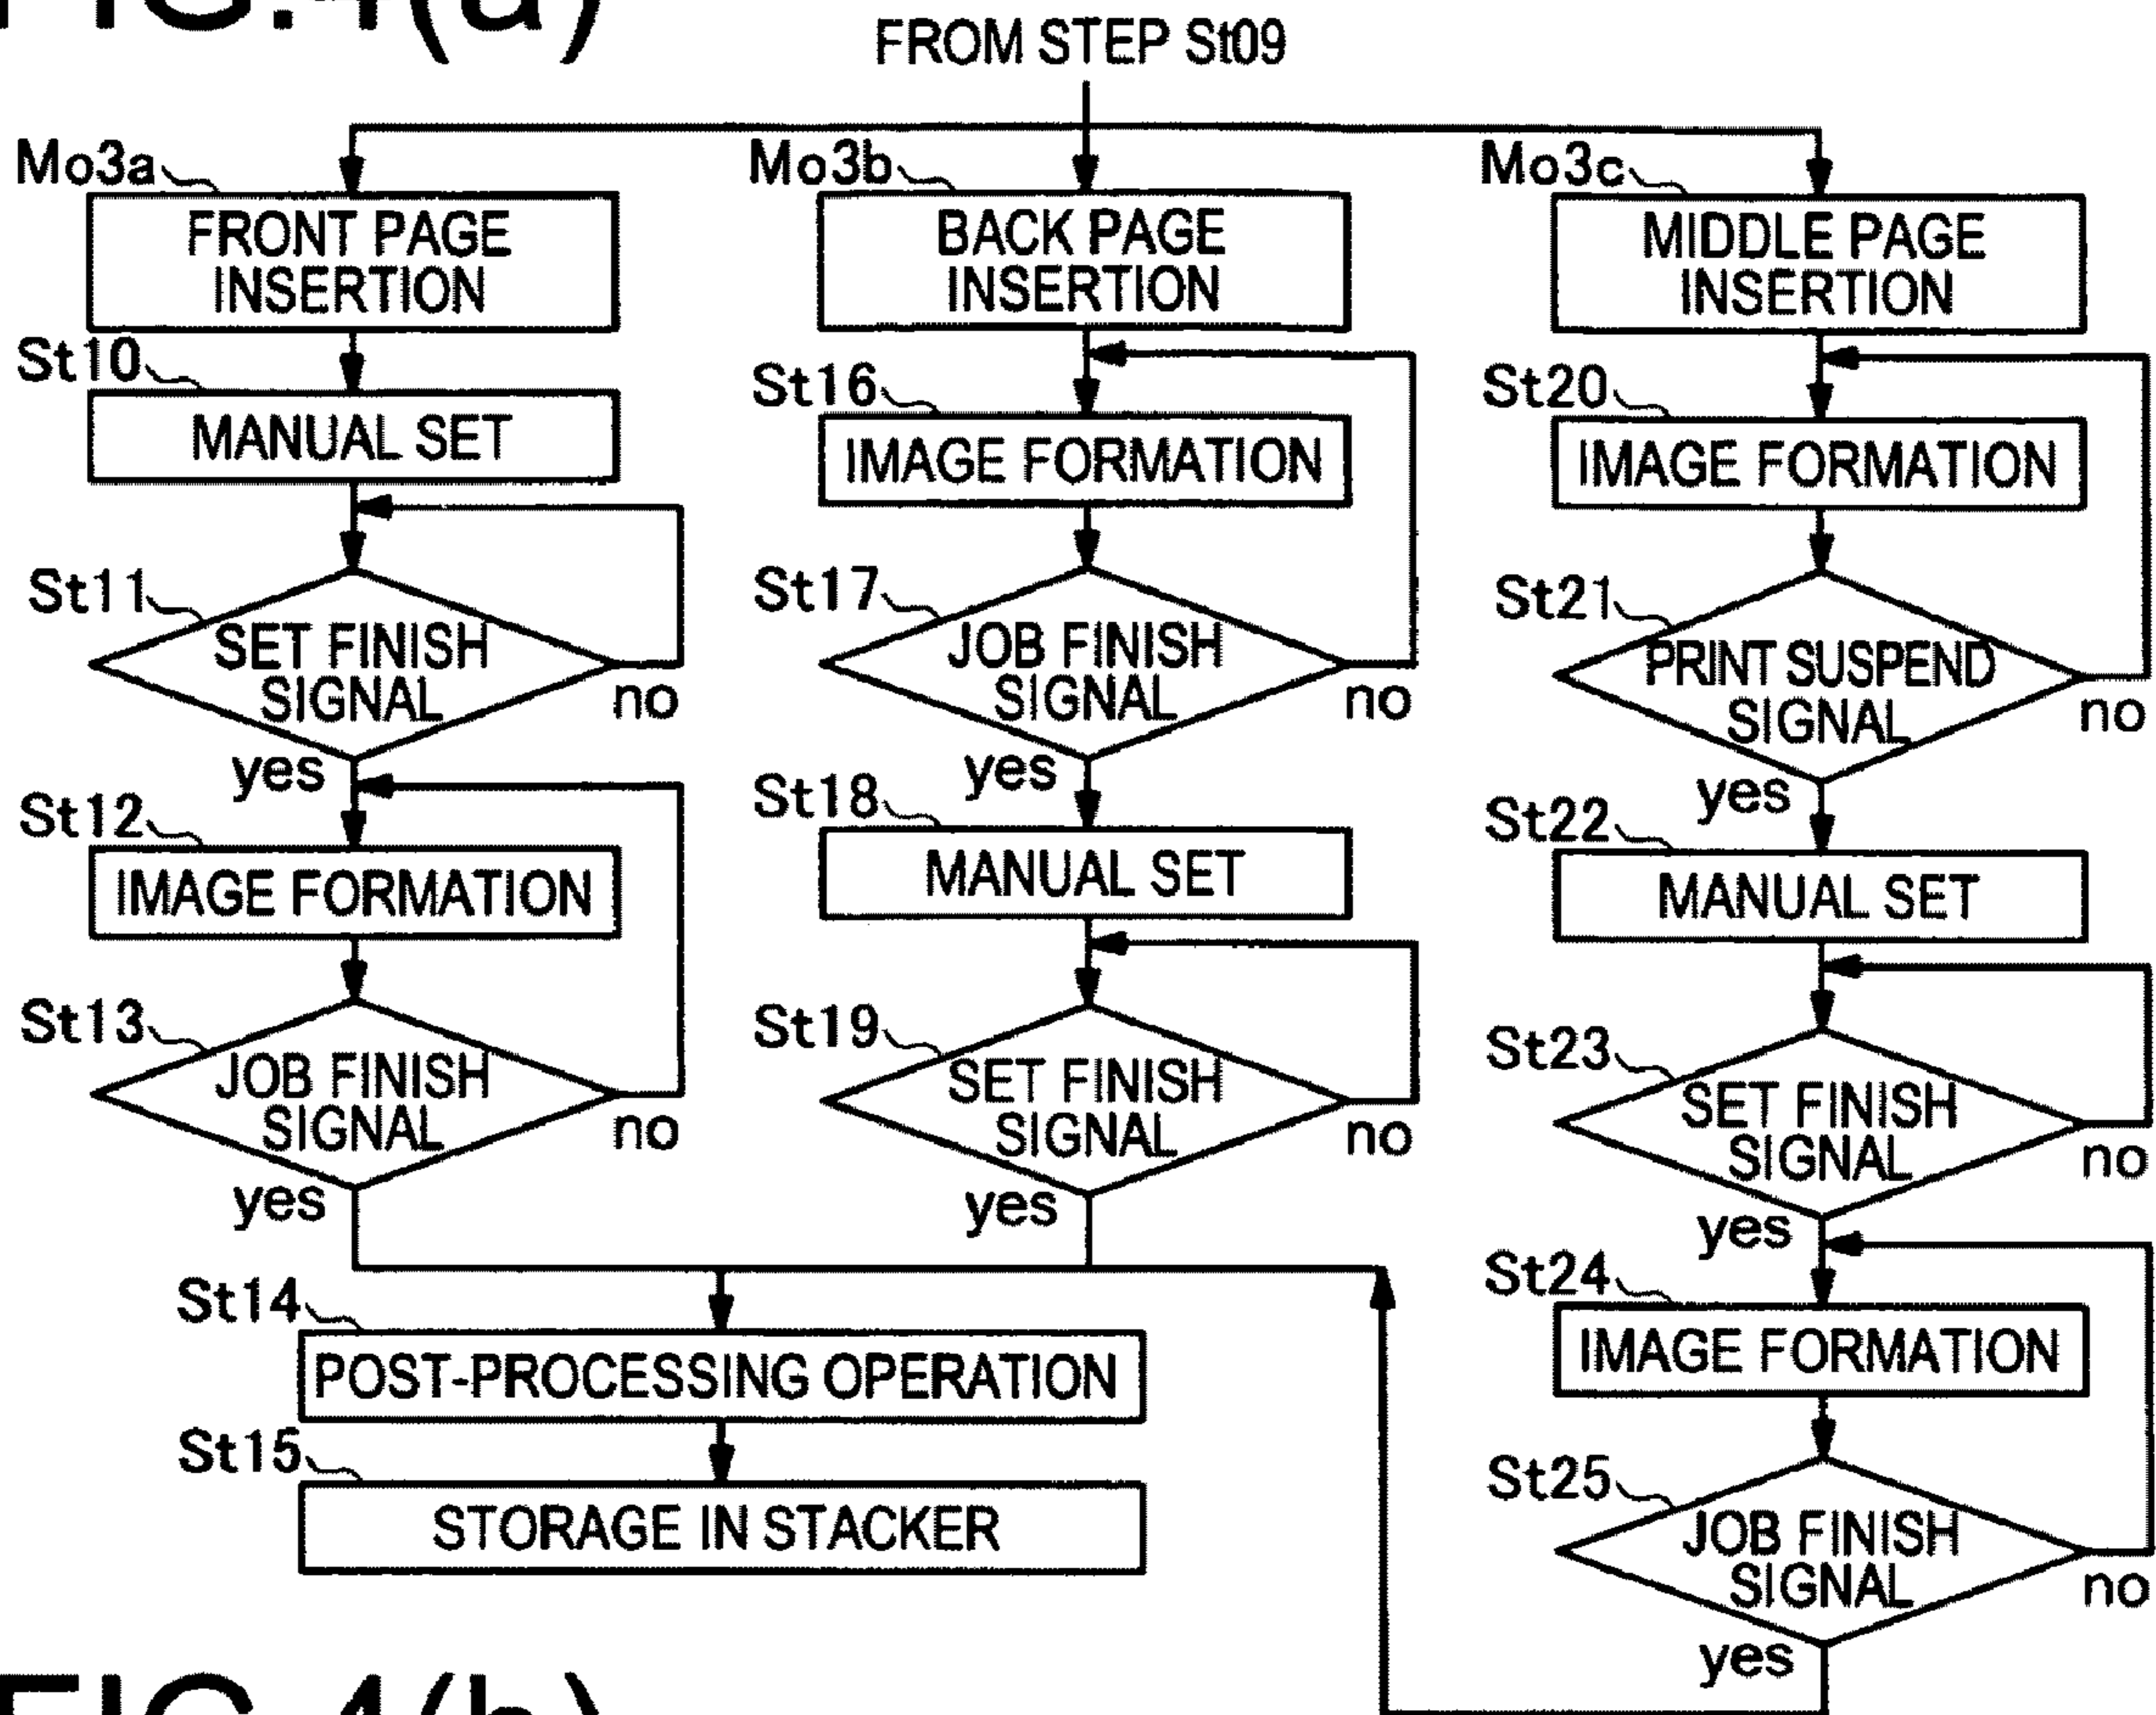 FIG.4(a)
FROM STEP St09
Mo3a
FRONT PAGE
INSERTION
St10
MANUAL SET
St11
SET FINISH
SIGNAL
no
yes
St12
IMAGE FORMATION
St13
JOB FINISH
SIGNAL
no
yes
Mo3b
BACK PAGE
INSERTION
St16
IMAGE FORMATION
St17
JOB FINISH
SIGNAL
no
yes
St18
MANUAL SET
St19
SET FINISH
SIGNAL
no
yes
Mo3c
MIDDLE PAGE
INSERTION
St20
IMAGE FORMATION
St21
PRINT SUSPEND
SIGNAL
no
yes
St22
MANUAL SET
St23
SET FINISH
SIGNAL
no
yes
St24
IMAGE FORMATION
St25
JOB FINISH
SIGNAL
no
yes
St14
POST-PROCESSING OPERATION
St15
STORAGE IN STACKER
FIG.4(b)